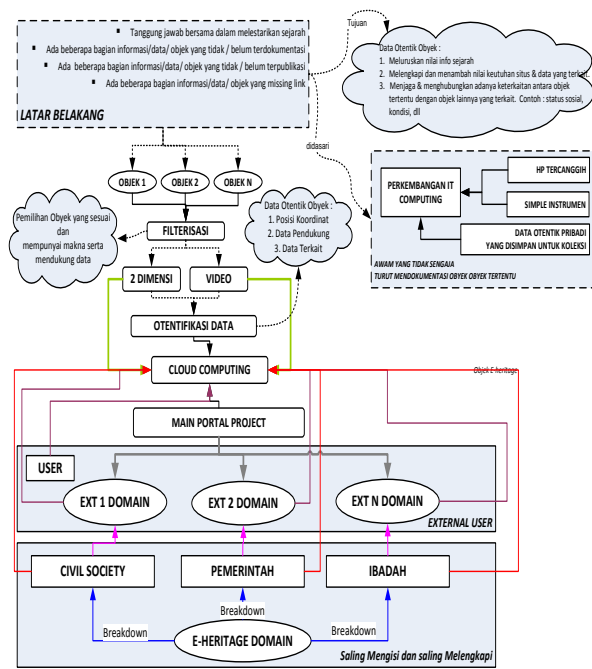 Tanggung jawab bersama dalam melestarikan sejarah
Ada beberapa bagian informasi/data/ objek yang tidak / belum terdokumentasi
Ada beberapa bagian informasi/data/ objek yang tidak / belum terpublikasi
Ada beberapa bagian informasi/data/ objek yang missing link
LATAR BELAKANG
Tujuan
Data Otentik Obyek :
1. Meluruskan nilai info sejarah
2. Melengkapi dan menambah nilai keutuhan situs & data yang terkait.
3. Menjaga & menghubungkan adanya keterkaitan antara objek
tertentu dengan objek lainnya yang terkait. Contoh : status sosial,
kondisi, dll
didasari
OBJEK 1
OBJEK 2
OBJEK N
PERKEMBANGAN IT
COMPUTING
HP TERCANGGIH
SIMPLE INSTRUMEN
DATA OTENTIK PRIBADI
YANG DISIMPAN UNTUK KOLEKSI
AWAM YANG TIDAK SENGAJA
TURUT MENDOKUMENTASI OBYEK OBYEK TERTENTU
Pemilihan Obyek yang sesuai
dan
mempunyai makna serta
mendukung data
FILTERISASI
Data Otentik Obyek :
1. Posisi Koordinat
2. Data Pendukung
3. Data Terkait
2 DIMENSI
VIDEO
OTENTIFIKASI DATA
CLOUD COMPUTING
Objek E-heritage
MAIN PORTAL PROJECT
USER
EXT 1 DOMAIN
EXT 2 DOMAIN
EXT N DOMAIN
EXTERNAL USER
CIVIL SOCIETY
PEMERINTAH
IBADAH
Breakdown
Breakdown
Breakdown
E-HERITAGE DOMAIN
Saling Mengisi dan saling Melengkapi